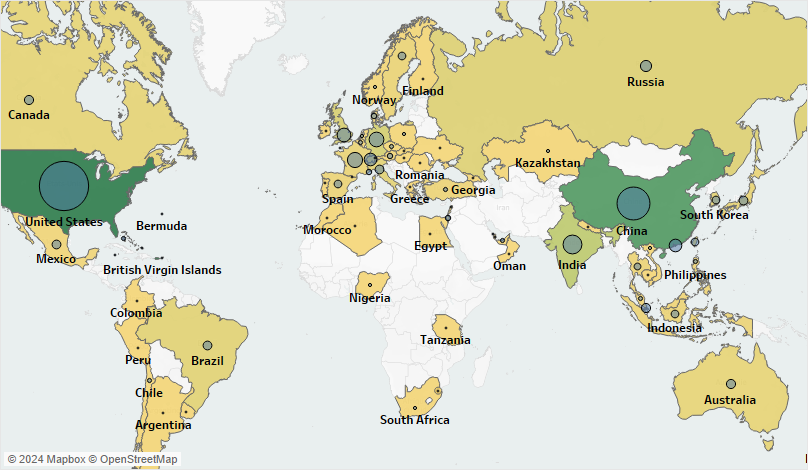 Russia
Finland
Norway
Canada
Kazakhstan
Romania
Georgia
Spain
Greece
Iran
South Korea
United States
Bermuda
Morocco
China
Egypt
Mexico
India
Oman
British Virgin Islands
Philippines
Nigeria
Colombia
Indonesia
Tanzania
Peru
Brazil
Chile
Australia
South Africa
Argentina
© 2024 Mapbox © OpenStreetMap